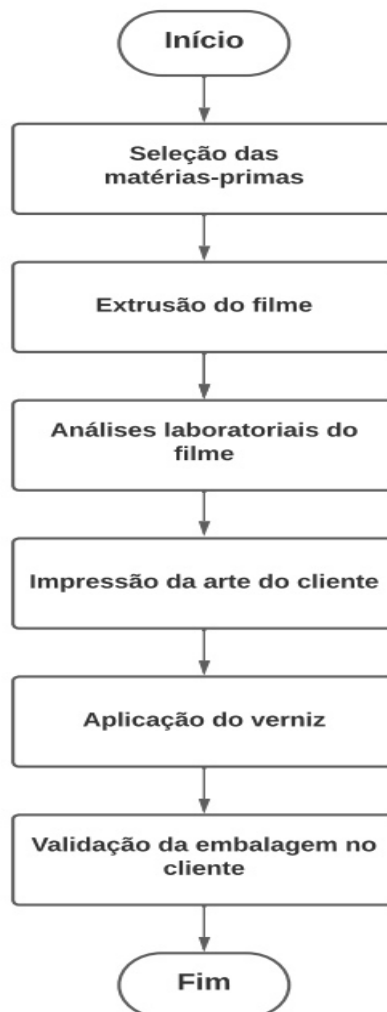 Início
Seleção das
matérias-primas
Extrusão do filme
Análises laboratoriais do
filme
Impressão da arte do cliente
Aplicação do verniz
Validação da embalagem no
cliente
Fim